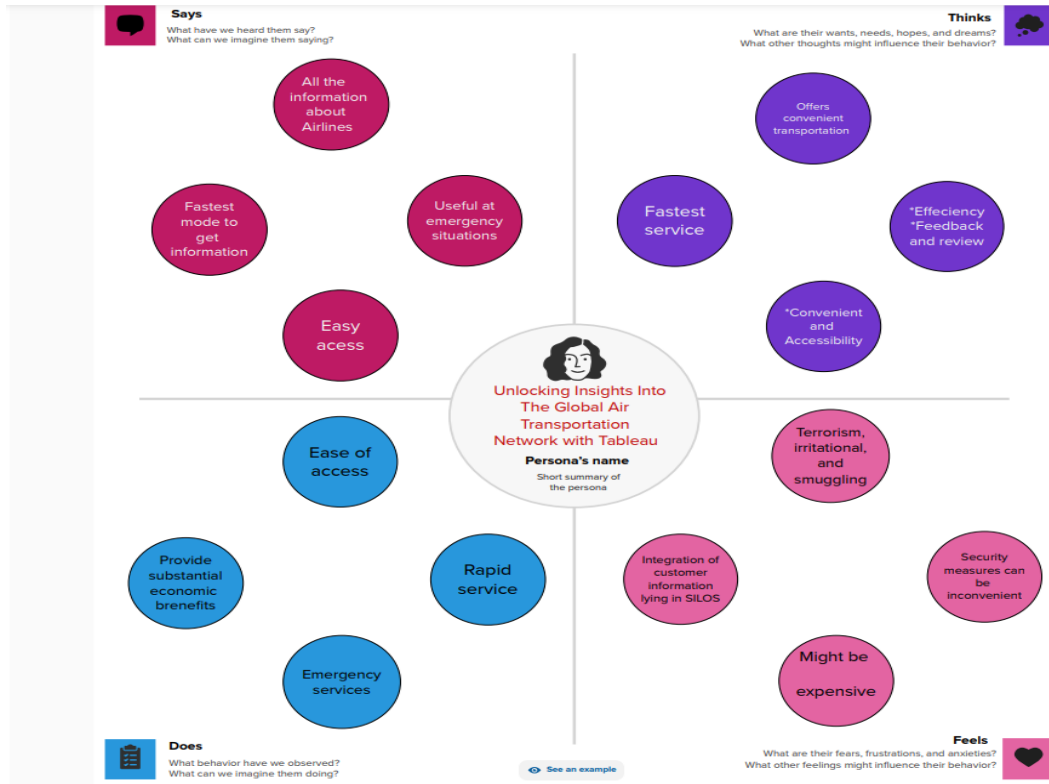 Says
What have we heard them say?
What can we imagine them saying?
Thinks
What are their wants, needs, hopes, and dreams?
What other thoughts might influence their behavior?
All the
information
about
Airlines
Fastest
mode to
get
information
Useful at
emergency
situations
Easy
acess
Offers
convenient
transportation
Fastest
service
*Effeciency
*Feedback
and review
*Convenient
and
Accessibility
Unlocking Insights Into
The Global Air
Transportation
Network with Tableau
Persona's name
Short summary of
the persona
Ease of
access
Provide
substantial
economic
brenefits
Rapid
service
Emergency
services
Terrorism,
irritational,
and
smuggling
Integration of
customer
information
lying in SILOS
Security
measures can
be
inconvenient
Might be
expensive
Does
What behavior have we observed?
What can we imagine them doing?
See an example
Feels
What are their fears, frustrations, and anxieties?
What other feelings might influence their behavior?